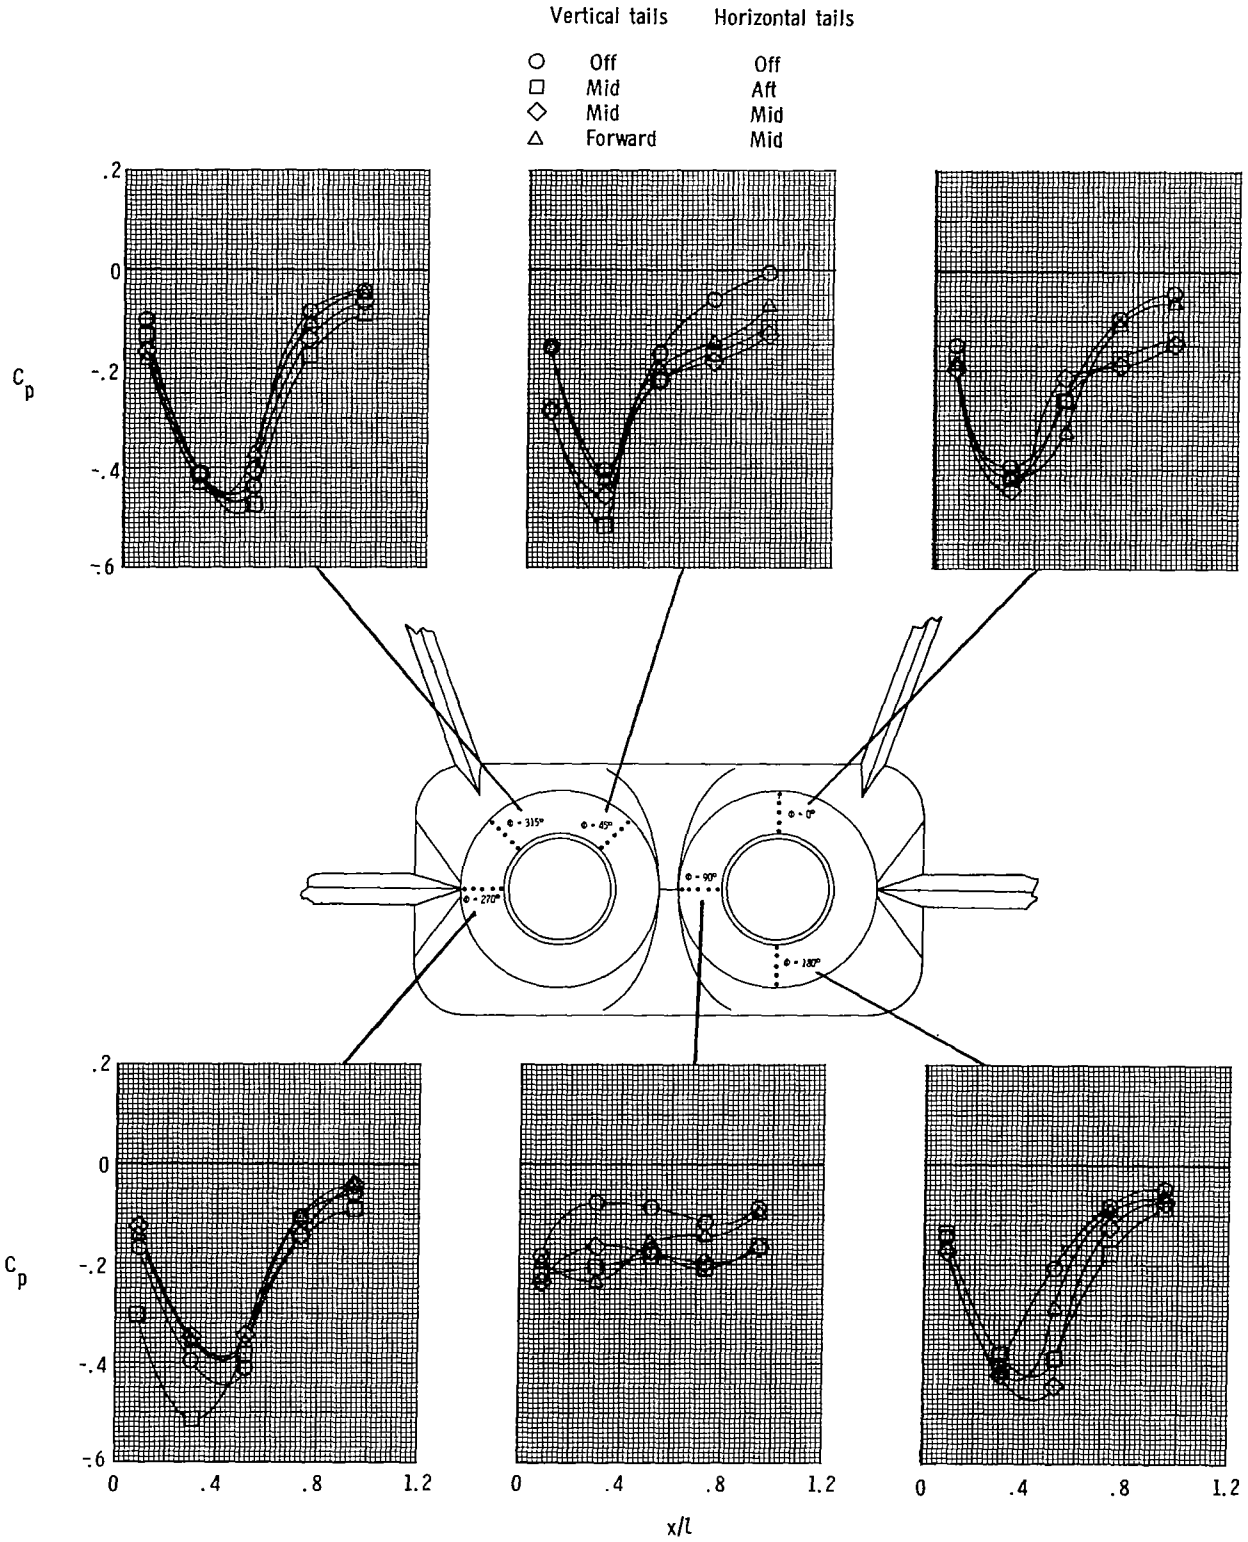 Vertical tails Horizontal tails
Off Off
Mid Aft
Mid Mid
Forward Mid
.2
0
-.2
-.4
-.6
C_p
Φ = 315°
Φ = 45°
Φ = 0°
Φ = 270°
Φ = 90°
Φ = 180°
.2
0
-.2
-.4
-.6
C_p
0 .4 .8 1.2
0 .4 .8 1.2
0 .4 .8 1.2
x/l